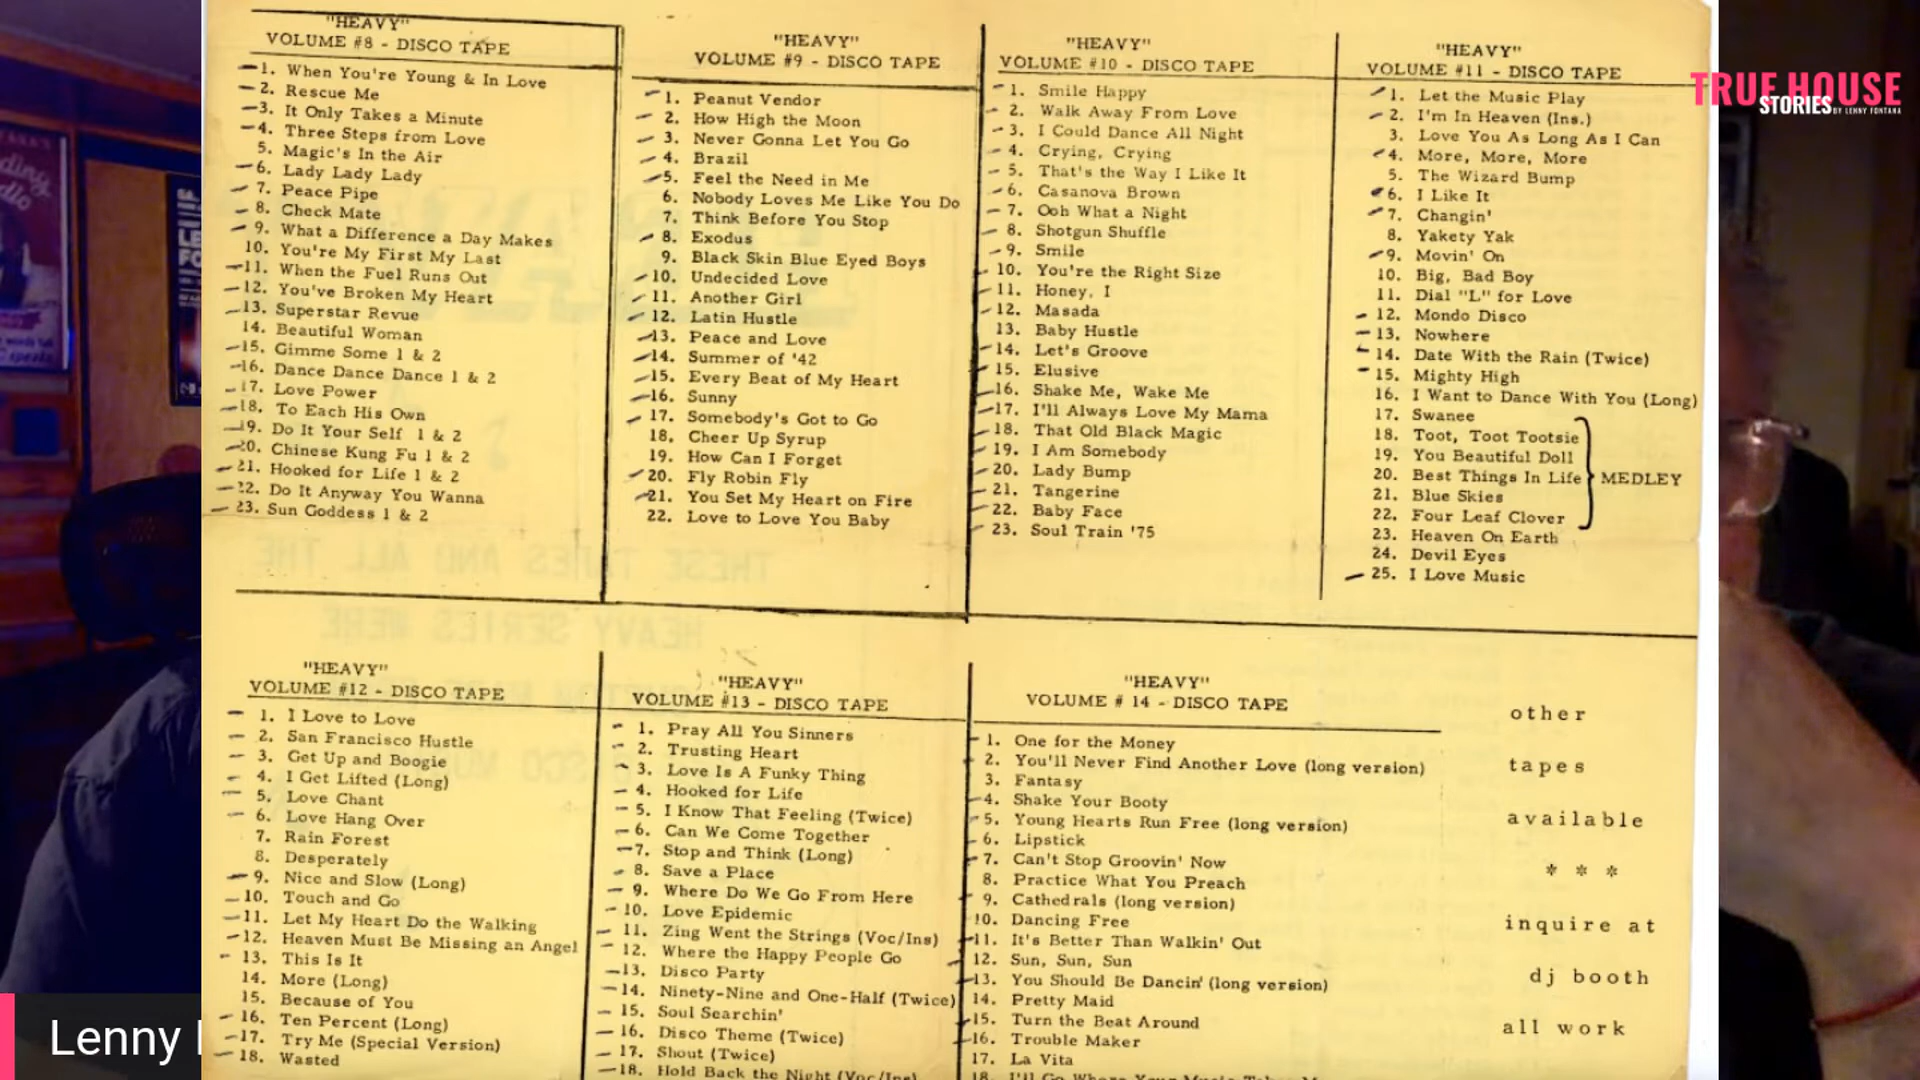 "HEAVY"
VOLUME #8 - DISCO TAPE
1. When You're Young & In Love
2. Rescue Me
3. It Only Takes a Minute
4. Three Steps from Love
5. Magic's In the Air
6. Lady Lady Lady
7. Peace Pipe
8. Check Mate
9. What a Difference a Day Makes
10. You're My First My Last
11. When the Fuel Runs Out
12. You've Broken My Heart
13. Superstar Revue
14. Beautiful Woman
15. Gimme Some 1 & 2
16. Dance Dance Dance 1 & 2
17. Love Power
18. To Each His Own
19. Do It Your Self 1 & 2
20. Chinese Kung Fu 1 & 2
21. Hooked for Life 1 & 2
22. Do It Anyway You Wanna
23. Sun Goddess 1 & 2
"HEAVY"
VOLUME #9 - DISCO TAPE
1. Peanut Vendor
2. How High the Moon
3. Never Gonna Let You Go
4. Brazil
5. Feel the Need in Me
6. Nobody Loves Me Like You Do
7. Think Before You Stop
8. Exodus
9. Black Skin Blue Eyed Boys
10. Undecided Love
11. Another Girl
12. Latin Hustle
13. Peace and Love
14. Summer of '42
15. Every Beat of My Heart
16. Sunny
17. Somebody's Got to Go
18. Cheer Up Syrup
19. How Can I Forget
20. Fly Robin Fly
21. You Set My Heart on Fire
22. Love to Love You Baby
"HEAVY"
VOLUME #10 - DISCO TAPE
1. Smile Happy
2. Walk Away From Love
3. I Could Dance All Night
4. Crying, Crying
5. That's the Way I Like It
6. Casanova Brown
7. Ooh What a Night
8. Shotgun Shuffle
9. Smile
10. You're the Right Size
11. Honey, I
12. Masada
13. Baby Hustle
14. Let's Groove
15. Elusive
16. Shake Me, Wake Me
17. I'll Always Love My Mama
18. That Old Black Magic
19. I Am Somebody
20. Lady Bump
21. Tangerine
22. Baby Face
23. Soul Train '75
"HEAVY"
VOLUME #11 - DISCO TAPE
1. Let the Music Play
2. I'm In Heaven (Ins.)
3. Love You As Long As I Can
4. More, More, More
5. The Wizard Bump
6. I Like It
7. Changin'
8. Yakety Yak
9. Movin' On
10. Big, Bad Boy
11. Dial "L" for Love
12. Mondo Disco
13. Nowhere
14. Date With the Rain (Twice)
15. Mighty High
16. I Want to Dance With You (Long)
17. Swanee
18. Toot, Toot Tootsie
19. You Beautiful Doll
20. Best Things In Life
21. Blue Skies
22. Four Leaf Clover
MEDLEY
23. Heaven On Earth
24. Devil Eyes
25. I Love Music
"HEAVY"
VOLUME #12 - DISCO TAPE
1. I Love to Love
2. San Francisco Hustle
3. Get Up and Boogie
4. I Get Lifted (Long)
5. Love Chant
6. Love Hang Over
7. Rain Forest
8. Desperately
9. Nice and Slow (Long)
10. Touch and Go
11. Let My Heart Do the Walking
12. Heaven Must Be Missing an Angel
13. This Is It
14. More (Long)
15. Because of You
16. Ten Percent (Long)
17. Try Me (Special Version)
18. Wasted
"HEAVY"
VOLUME #13 - DISCO TAPE
1. Pray All You Sinners
2. Trusting Heart
3. Love Is A Funky Thing
4. Hooked for Life
5. I Know That Feeling (Twice)
6. Can We Come Together
7. Stop and Think (Long)
8. Save a Place
9. Where Do We Go From Here
10. Love Epidemic
11. Zing Went the Strings (Voc/Ins)
12. Where the Happy People Go
13. Disco Party
14. Ninety-Nine and One-Half (Twice)
15. Soul Searchin'
16. Disco Theme (Twice)
17. Shout (Twice)
18. Hold Back the Night (Voc/Ins)
"HEAVY"
VOLUME # 14 - DISCO TAPE
1. One for the Money
2. You'll Never Find Another Love (long version)
3. Fantasy
4. Shake Your Booty
5. Young Hearts Run Free (long version)
6. Lipstick
7. Can't Stop Groovin' Now
8. Practice What You Preach
9. Cathedrals (long version)
10. Dancing Free
11. It's Better Than Walkin' Out
12. Sun, Sun, Sun
13. You Should Be Dancin' (long version)
14. Pretty Maid
15. Turn the Beat Around
16. Trouble Maker
17. La Vita
18. I'll Go Where Your Music Takes
other
tapes
available
* * *
inquire at
dj booth
all work
TRUE HOUSE
STORIES BY LENNY FONTANA
Lenny